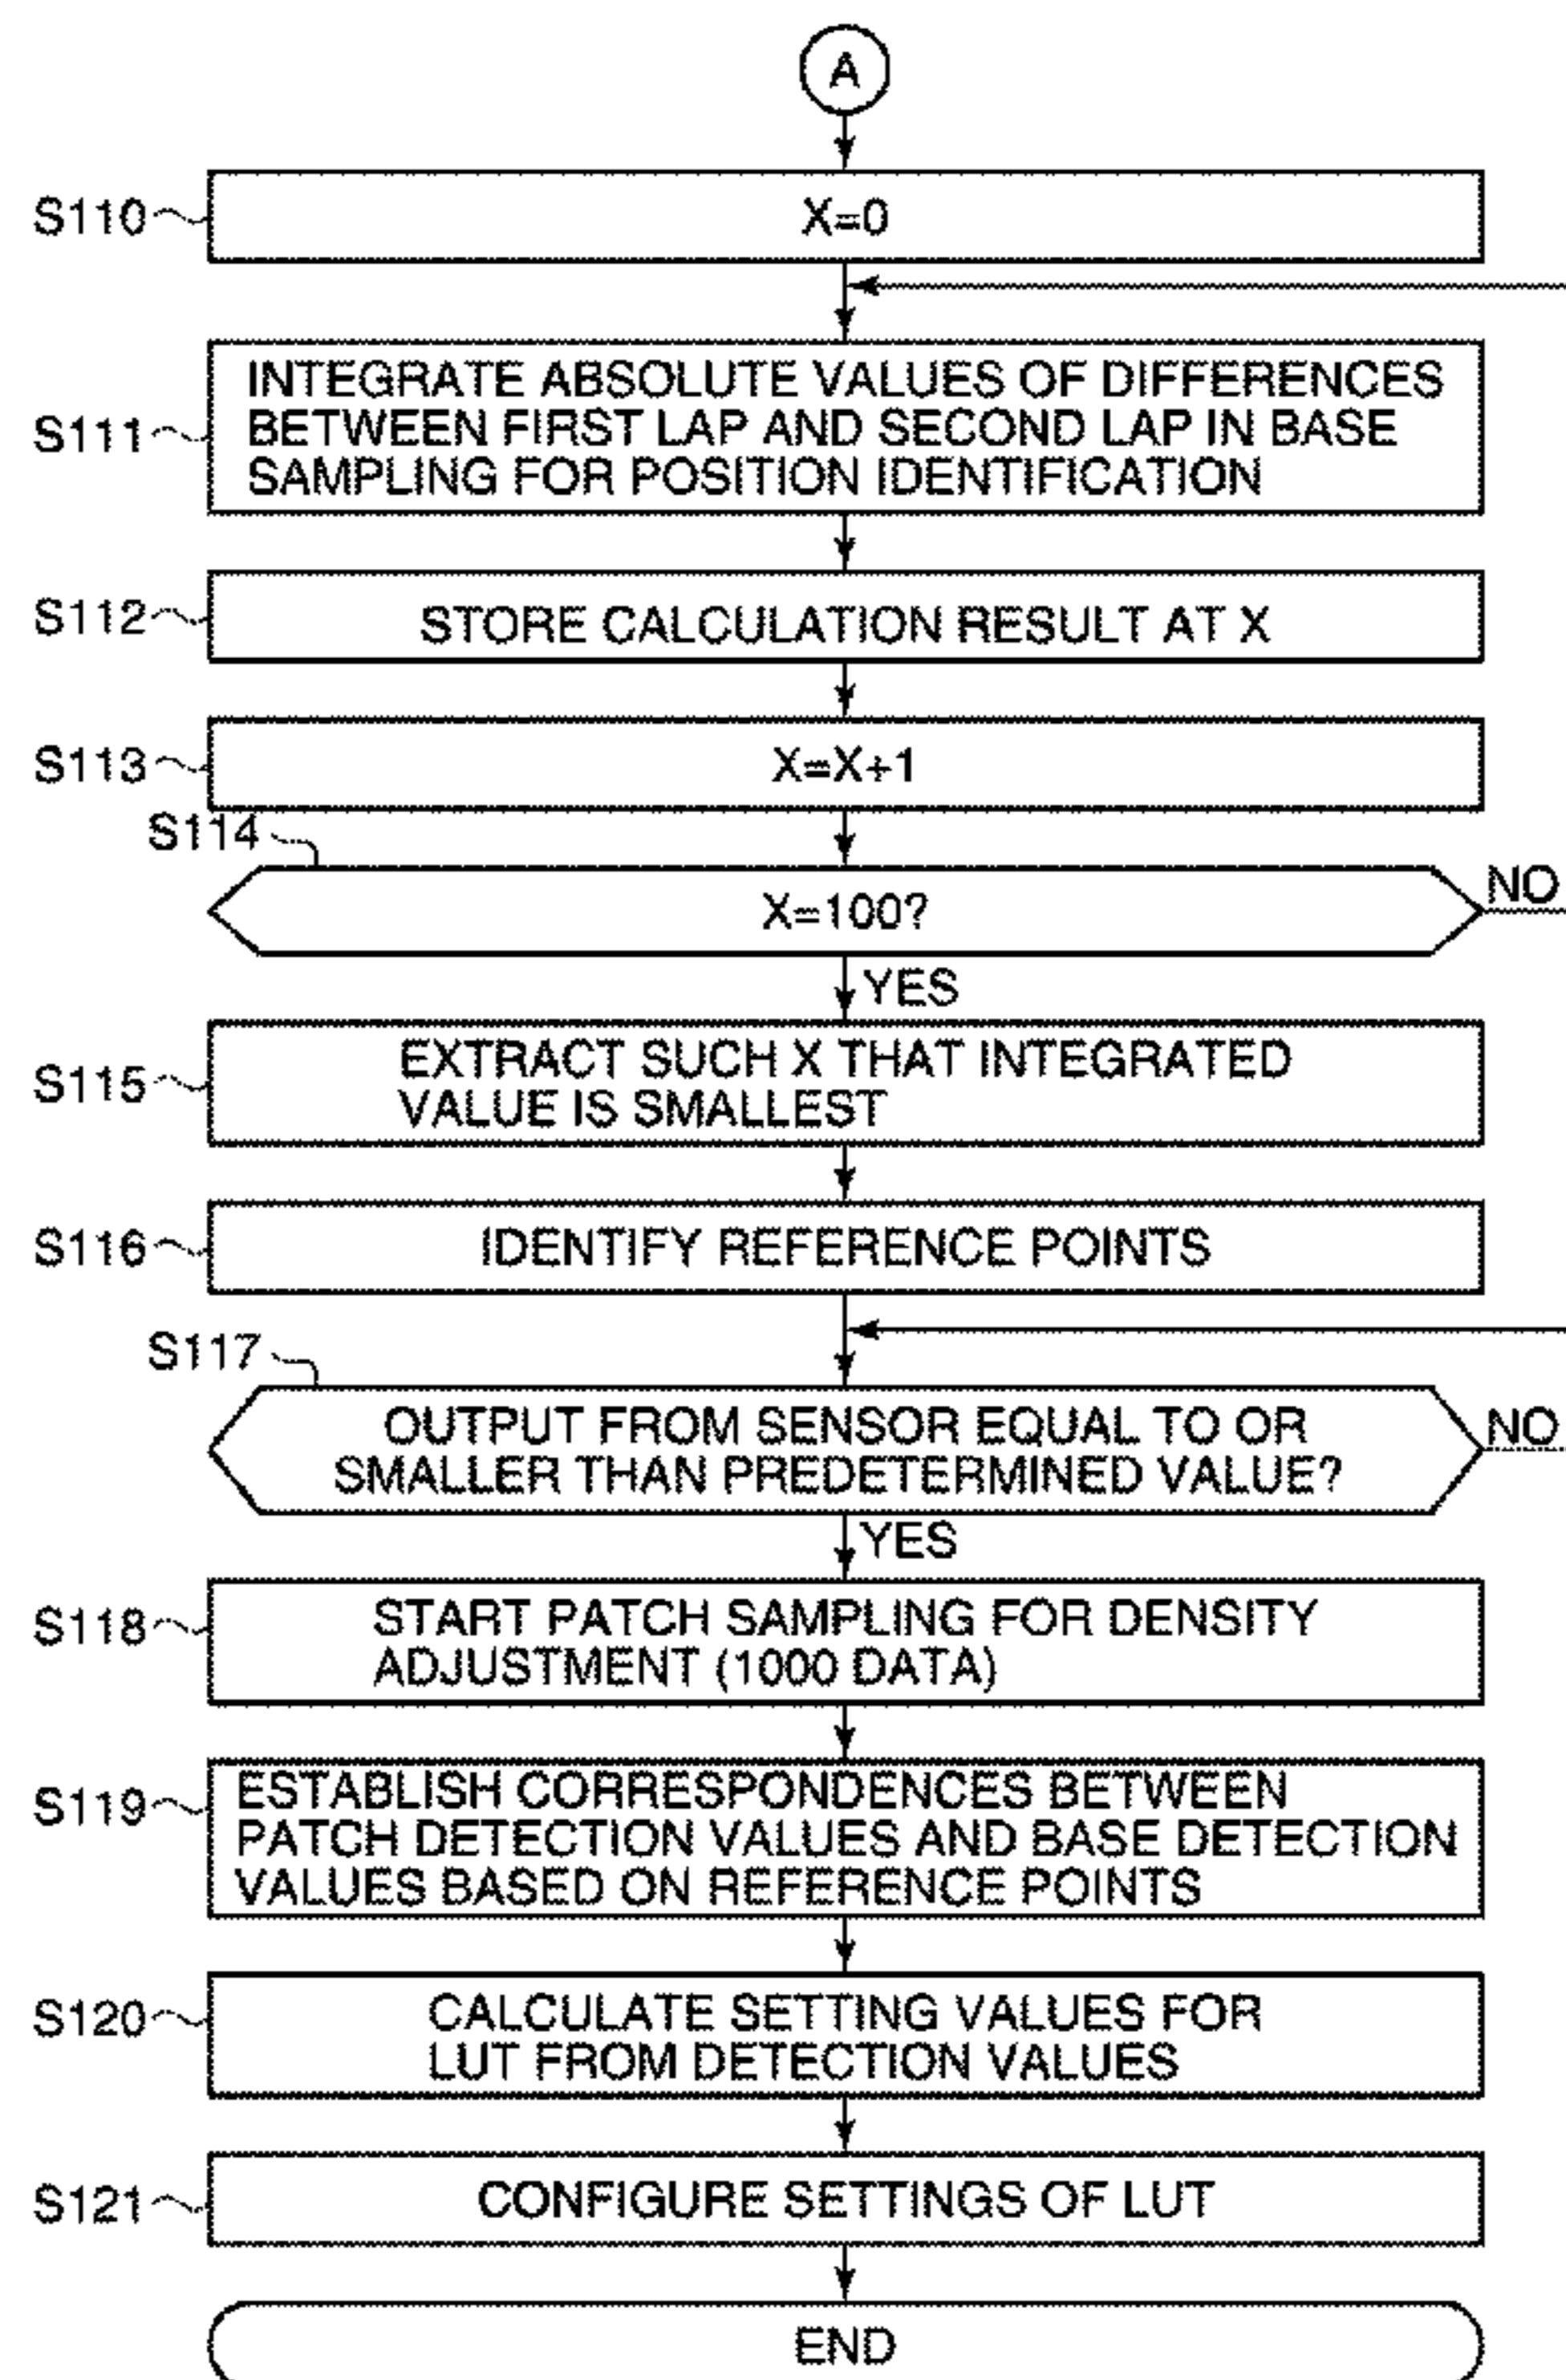 A
S110
X=0
S111
INTEGRATE ABSOLUTE VALUES OF DIFFERENCES
BETWEEN FIRST LAP AND SECOND LAP IN BASE
SAMPLING FOR POSITION IDENTIFICATION
S112
STORE CALCULATION RESULT AT X
S113
X=X+1
S114
X=100?
NO
YES
S115
EXTRACT SUCH X THAT INTEGRATED
VALUE IS SMALLEST
S116
IDENTIFY REFERENCE POINTS
S117
OUTPUT FROM SENSOR EQUAL TO OR
SMALLER THAN PREDETERMINED VALUE?
NO
YES
S118
START PATCH SAMPLING FOR DENSITY
ADJUSTMENT (1000 DATA)
S119
ESTABLISH CORRESPONDENCES BETWEEN
PATCH DETECTION VALUES AND BASE DETECTION
VALUES BASED ON REFERENCE POINTS
S120
CALCULATE SETTING VALUES FOR
LUT FROM DETECTION VALUES
S121
CONFIGURE SETTINGS OF LUT
END